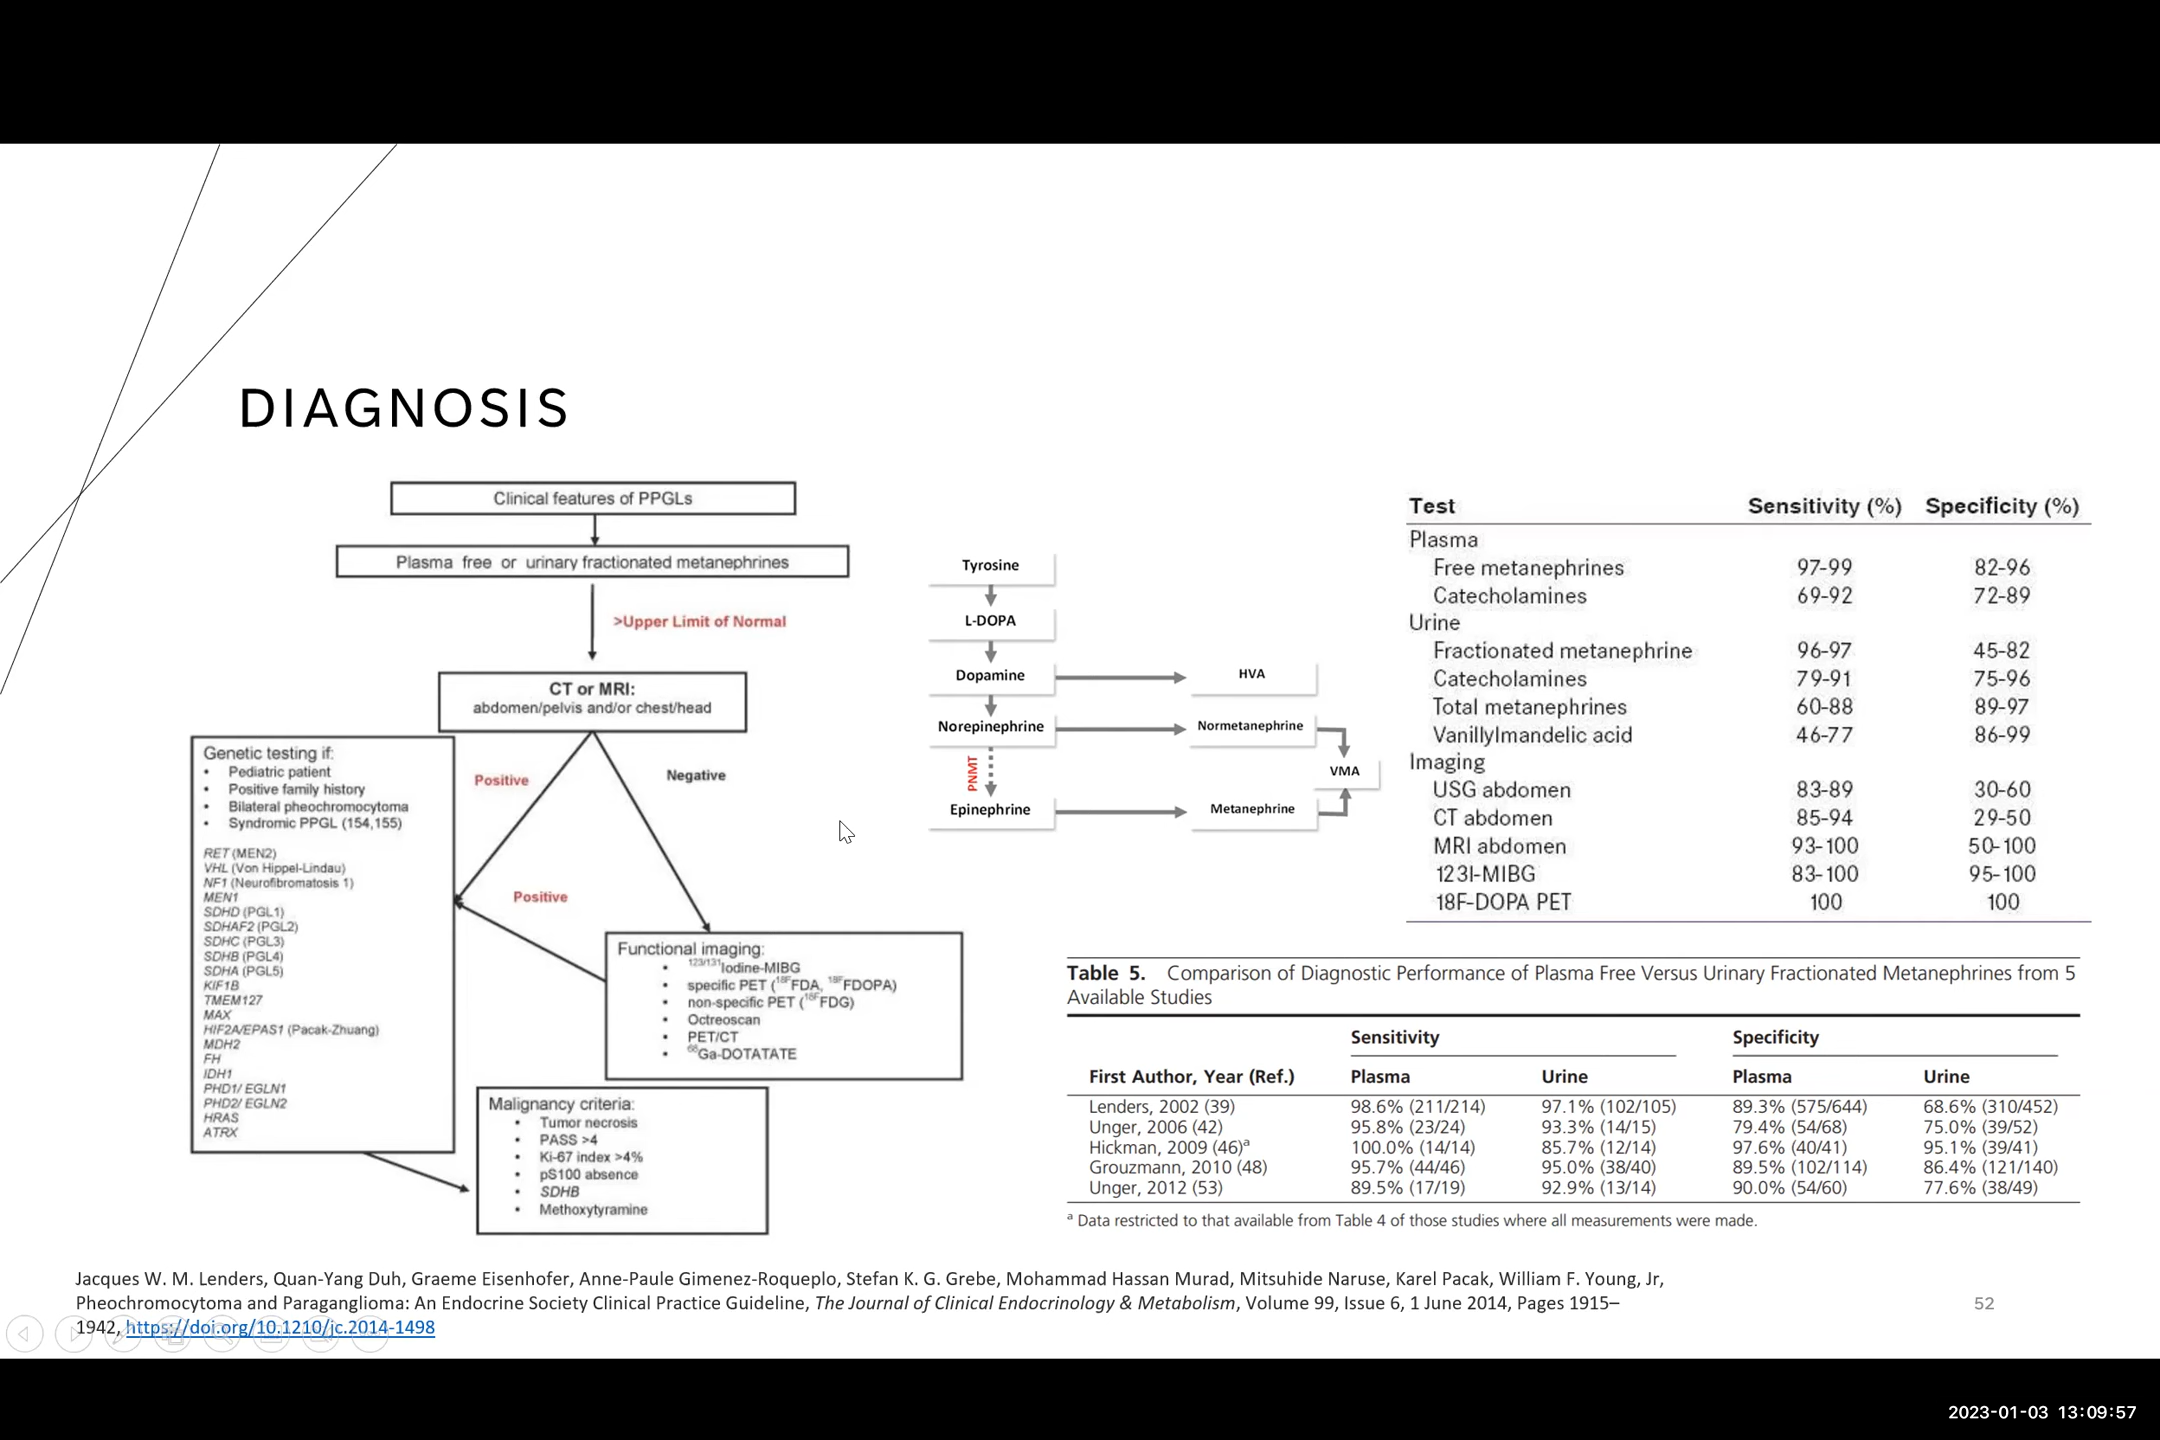 DIAGNOSIS
Clinical features of PPGLs
Plasma free or urinary fractionated metanephrines
>Upper Limit of Normal
CT or MRI:
abdomen/pelvis and/or chest/head
Positive
Negative
Genetic testing if:
• Pediatric patient
• Positive family history
• Bilateral pheochromocytoma
• Syndromic PPGL (154,155)
RET (MEN2)
VHL (Von Hippel-Lindau)
NF1 (Neurofibromatosis 1)
MEN1
SDHD (PGL1)
SDHAF2 (PGL2)
SDHC (PGL3)
SDHB (PGL4)
SDHA (PGL5)
KIF1B
TMEM127
MAX
HIF2A/EPAS1 (Pacak-Zhuang)
MDH2
FH
IDH1
PHD1/ EGLN1
PHD2/ EGLN2
HRAS
ATRX
Positive
Functional imaging:
• 123/131Iodine-MIBG
• specific PET (18FFDA, 18FFDOPA)
• non-specific PET (18FFDG)
• Octreoscan
• PET/CT
• 68Ga-DOTATATE
Malignancy criteria:
• Tumor necrosis
• PASS >4
• Ki-67 index >4%
• pS100 absence
• SDHB
• Methoxytyramine
Tyrosine
L-DOPA
Dopamine
HVA
Norepinephrine
Normetanephrine
PNMT
VMA
Epinephrine
Metanephrine
Test Sensitivity (%) Specificity (%)
Plasma
Free metanephrines 97-99 82-96
Catecholamines 69-92 72-89
Urine
Fractionated metanephrine 96-97 45-82
Catecholamines 79-91 75-96
Total metanephrines 60-88 89-97
Vanillylmandelic acid 46-77 86-99
Imaging
USG abdomen 83-89 30-60
CT abdomen 85-94 29-50
MRI abdomen 93-100 50-100
123I-MIBG 83-100 95-100
18F-DOPA PET 100 100
Table 5. Comparison of Diagnostic Performance of Plasma Free Versus Urinary Fractionated Metanephrines from 5
Available Studies
Sensitivity Specificity
First Author, Year (Ref.) Plasma Urine Plasma Urine
Lenders, 2002 (39) 98.6% (211/214) 97.1% (102/105) 89.3% (575/644) 68.6% (310/452)
Unger, 2006 (42) 95.8% (23/24) 93.3% (14/15) 79.4% (54/68) 75.0% (39/52)
Hickman, 2009 (46)a 100.0% (14/14) 85.7% (12/14) 97.6% (40/41) 95.1% (39/41)
Grouzmann, 2010 (48) 95.7% (44/46) 95.0% (38/40) 89.5% (102/114) 86.4% (121/140)
Unger, 2012 (53) 89.5% (17/19) 92.9% (13/14) 90.0% (54/60) 77.6% (38/49)
a Data restricted to that available from Table 4 of those studies where all measurements were made.
Jacques W. M. Lenders, Quan-Yang Duh, Graeme Eisenhofer, Anne-Paule Gimenez-Roqueplo, Stefan K. G. Grebe, Mohammad Hassan Murad, Mitsuhide Naruse, Karel Pacak, William F. Young, Jr,
Pheochromocytoma and Paraganglioma: An Endocrine Society Clinical Practice Guideline, The Journal of Clinical Endocrinology & Metabolism, Volume 99, Issue 6, 1 June 2014, Pages 1915–
1942, https://doi.org/10.1210/jc.2014-1498
52
2023-01-03 13:09:57